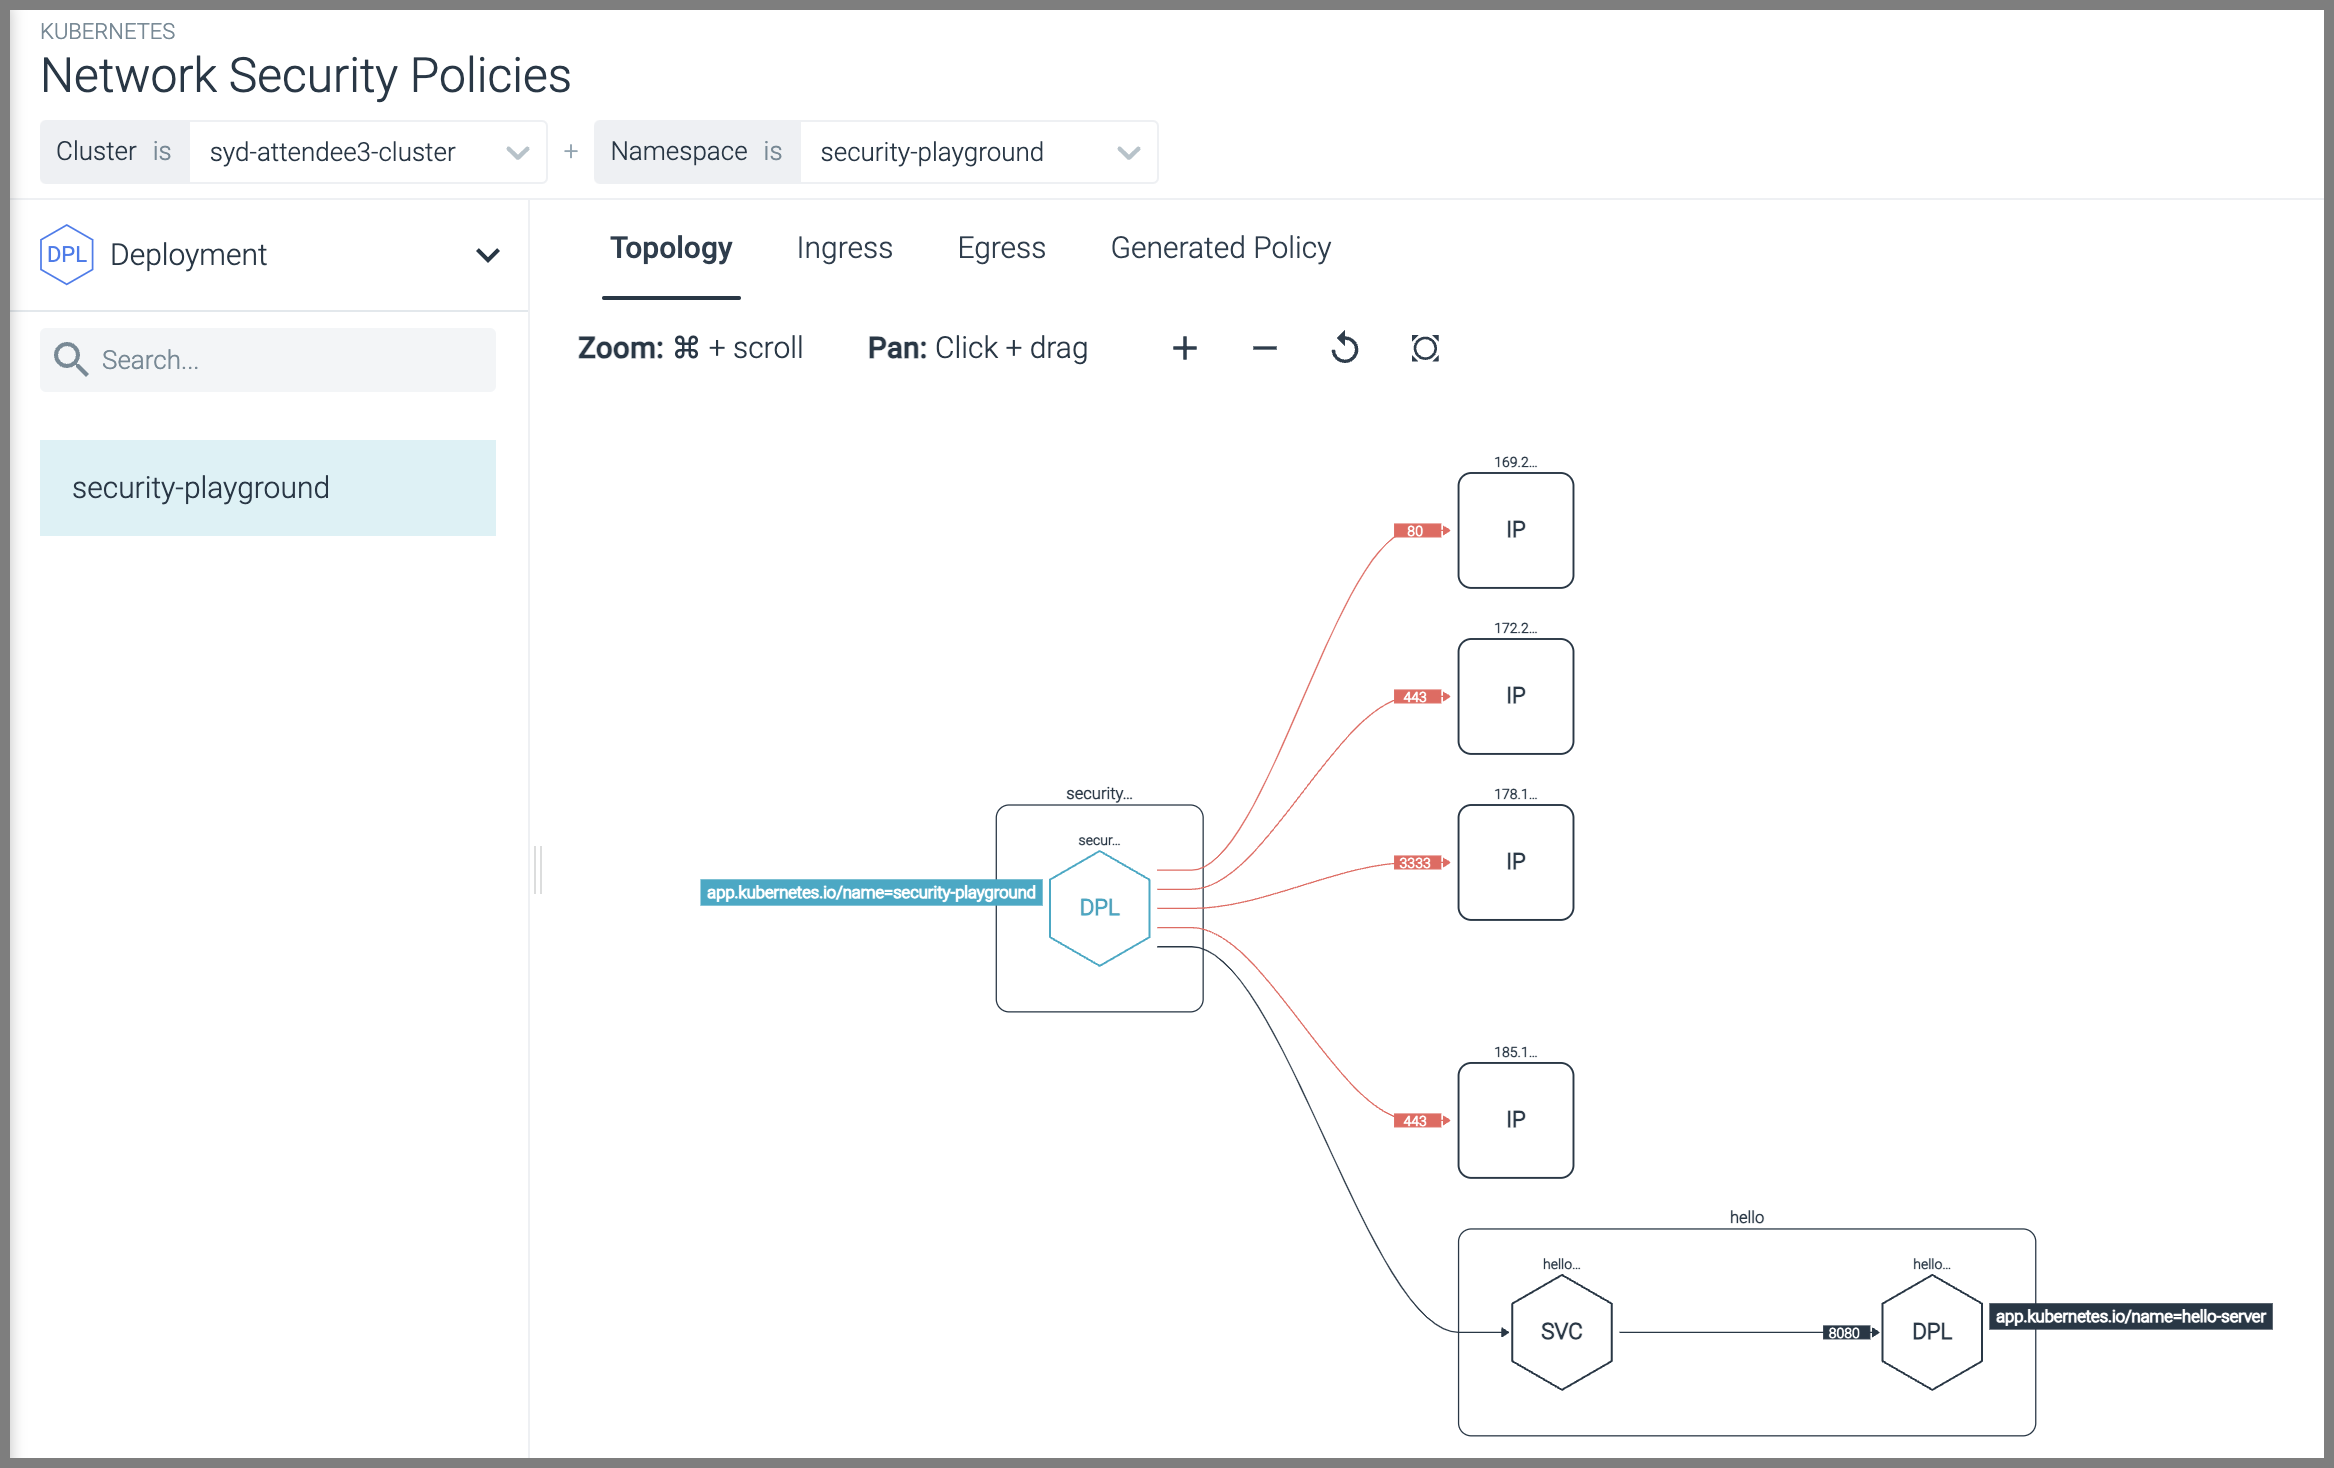 KUBERNETES
Network Security Policies
Cluster is syd-attendee3-cluster + Namespace is security-playground
DPL Deployment
Topology Ingress Egress Generated Policy
Search...
Zoom: ⌘ + scroll Pan: Click + drag
security-playground
169.2...
80 IP
172.2...
443 IP
security...
178.1...
secur...
3333 IP
app.kubernetes.io/name=security-playground DPL
185.1...
443 IP
hello
hello... hello...
SVC 8080 DPL app.kubernetes.io/name=hello-server